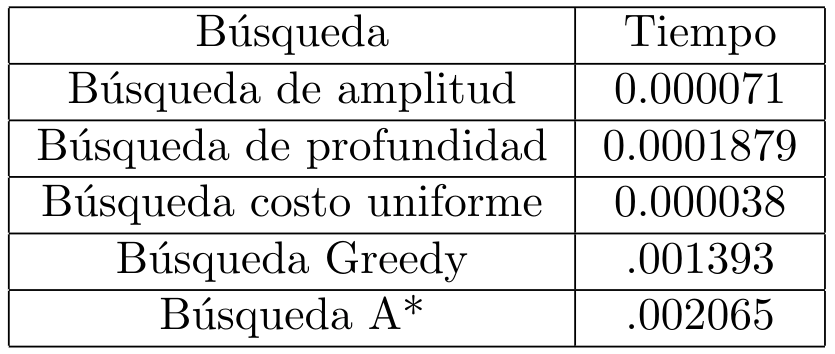 Búsqueda Tiempo
Búsqueda de amplitud 0.000071
Búsqueda de profundidad 0.0001879
Búsqueda costo uniforme 0.000038
Búsqueda Greedy .001393
Búsqueda A* .002065